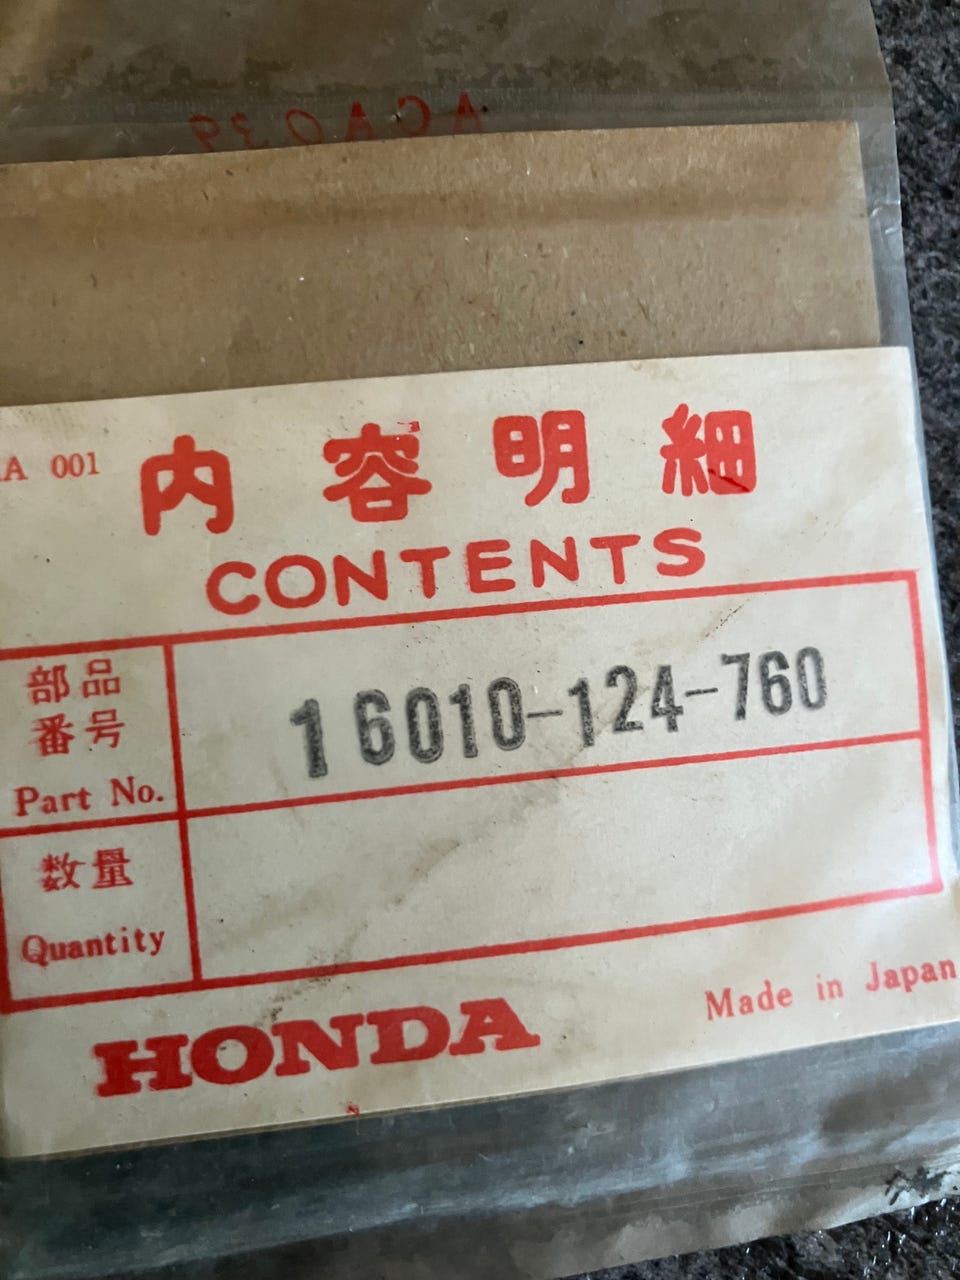 ACA039
A 001
内容明細
CONTENTS
部品
番号
Part No.
16010-124-760
数量
Quantity
HONDA
Made in Japan